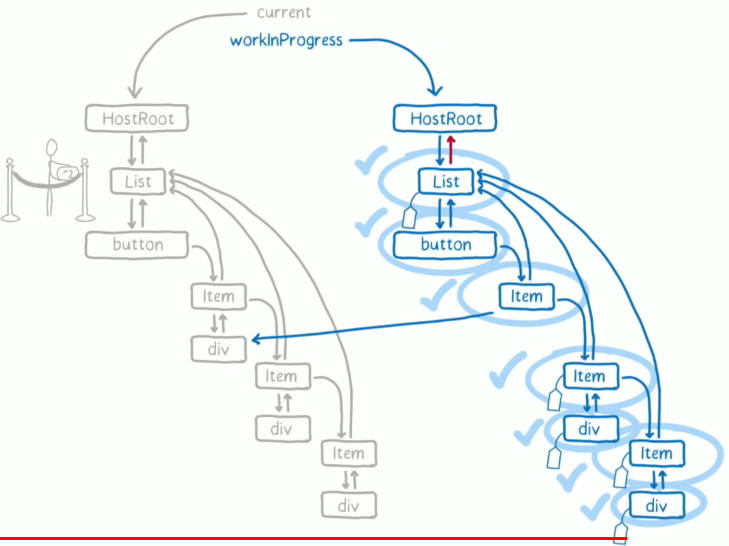 current
workInProgress
HostRoot
HostRoot
List
List
button
button
Item
Item
div
Item
Item
div
div
Item
Item
div
div